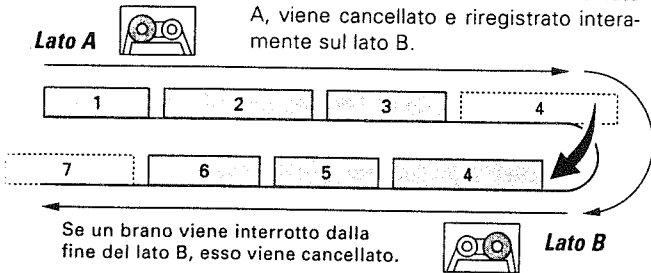 A, viene cancellato e riregistrato intera-
mente sul lato B.
Lato A
1 2 3 4
7 6 5 4
Se un brano viene interrotto dalla
fine del lato B, esso viene cancellato.
Lato B